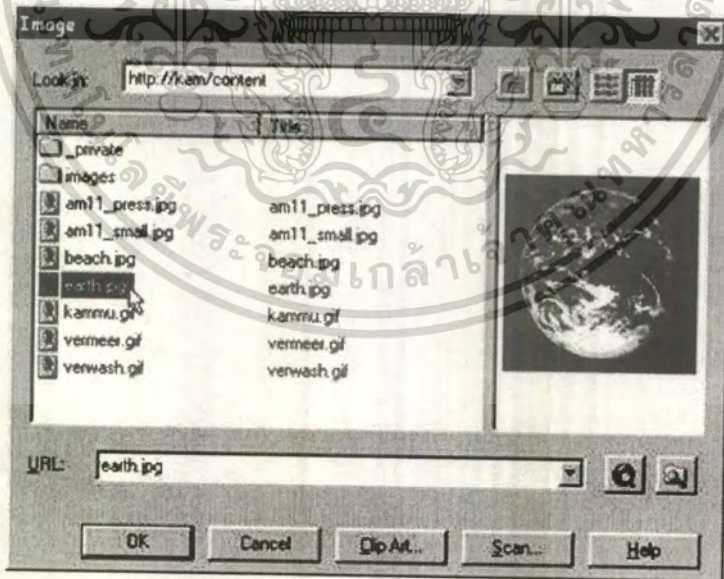 Image
Look in: http://kam/content
Name Title
_private
images
am11_press.jpg am11_press.jpg
am11_small.jpg am11_small.jpg
beach.jpg beach.jpg
earth.jpg earth.jpg
kammu.gif kammu.gif
vermeer.gif vermeer.gif
verwash.gif verwash.gif
URL: earth.jpg
OK Cancel Clip Art... Scan... Help